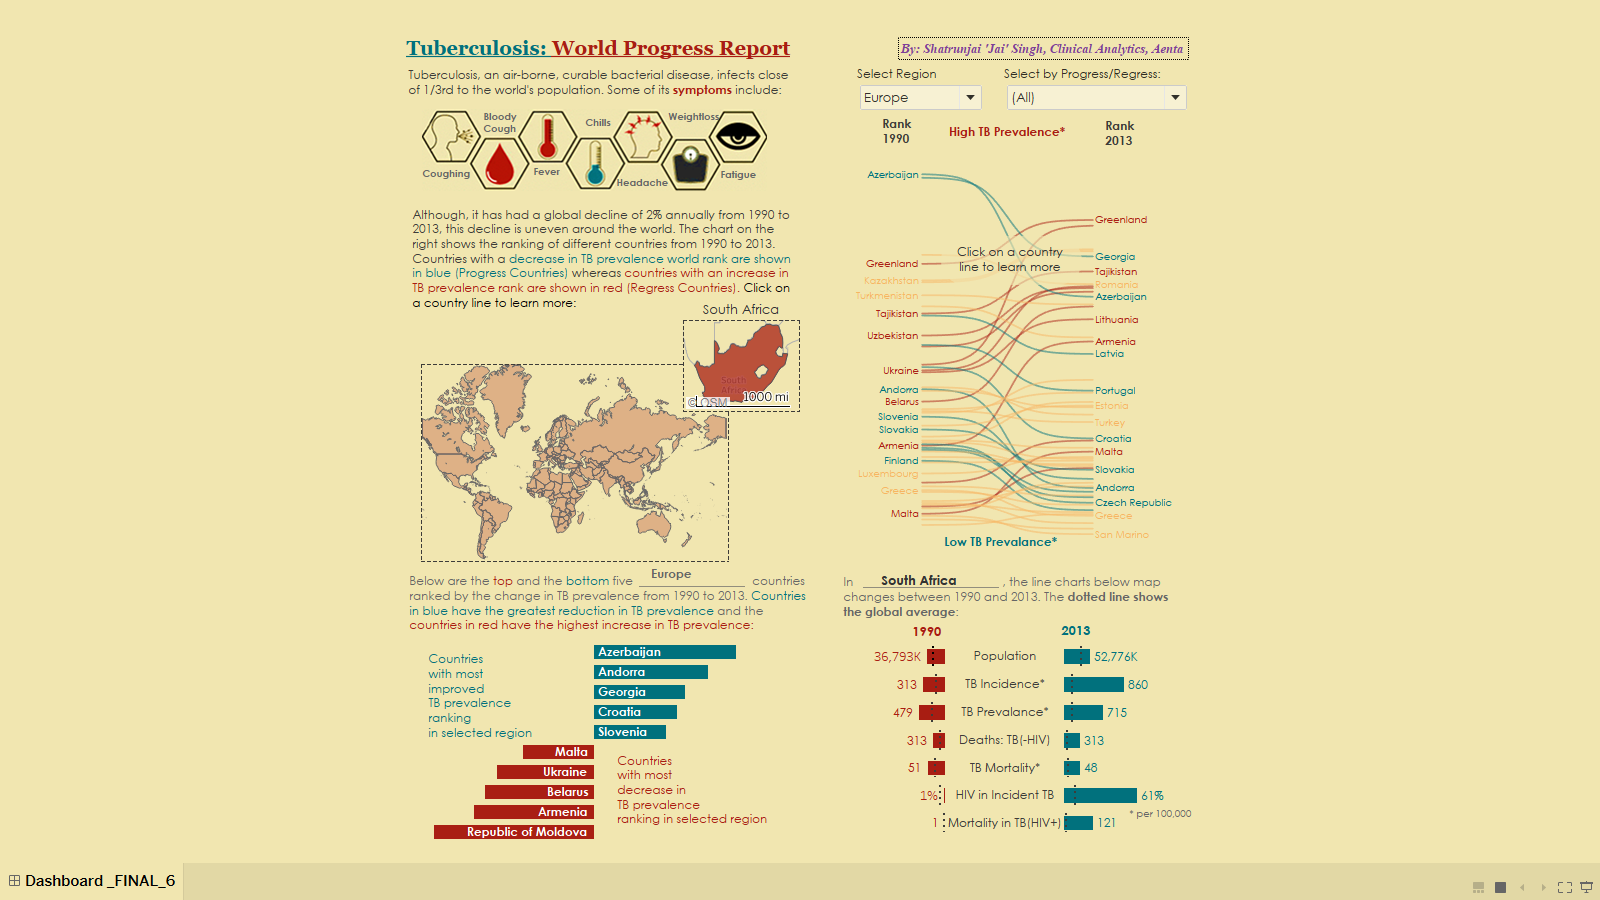 Tuberculosis: World Progress Report
Tuberculosis, an air-borne, curable bacterial disease, infects close
of 1/3rd to the world's population. Some of its symptoms include:
Coughing
Bloody
Cough
Fever
Chills
Headache
Weightloss
Fatigue
Although, it has had a global decline of 2% annually from 1990 to
2013, this decline is uneven around the world. The chart on the
right shows the ranking of different countries from 1990 to 2013.
Countries with a decrease in TB prevalence world rank are shown
in blue (Progress Countries) whereas countries with an increase in
TB prevalence rank are shown in red (Regress Countries). Click on
a country line to learn more:
South Africa
South
Africa
© OSM
1000 mi
Below are the top and the bottom five Europe countries
ranked by the change in TB prevalence from 1990 to 2013. Countries
in blue have the greatest reduction in TB prevalence and the
countries in red have the highest increase in TB prevalence:
Countries
with most
improved
TB prevalence
ranking
in selected region
Azerbaijan
Andorra
Georgia
Croatia
Slovenia
Malta
Ukraine
Belarus
Armenia
Republic of Moldova
Countries
with most
decrease in
TB prevalence
ranking in selected region
By: Shatrunjai 'Jai' Singh, Clinical Analytics, Aenta
Select Region
Europe
Select by Progress/Regress:
(All)
Rank
1990
High TB Prevalence*
Rank
2013
Azerbaijan
Greenland
Kazakhstan
Turkmenistan
Tajikistan
Uzbekistan
Ukraine
Andorra
Belarus
Slovenia
Slovakia
Armenia
Finland
Luxembourg
Greece
Malta
Click on a country
line to learn more
Greenland
Georgia
Tajikistan
Romania
Azerbaijan
Lithuania
Armenia
Latvia
Portugal
Estonia
Turkey
Croatia
Malta
Slovakia
Andorra
Czech Republic
Greece
San Marino
Low TB Prevalance*
In South Africa , the line charts below map
changes between 1990 and 2013. The dotted line shows
the global average:
1990 2013
36,793K Population 52,776K
313 TB Incidence* 860
479 TB Prevalance* 715
313 Deaths: TB(-HIV) 313
51 TB Mortality* 48
1% HIV in Incident TB 61%
* per 100,000
1 Mortality in TB(HIV+) 121
Dashboard _FINAL_6